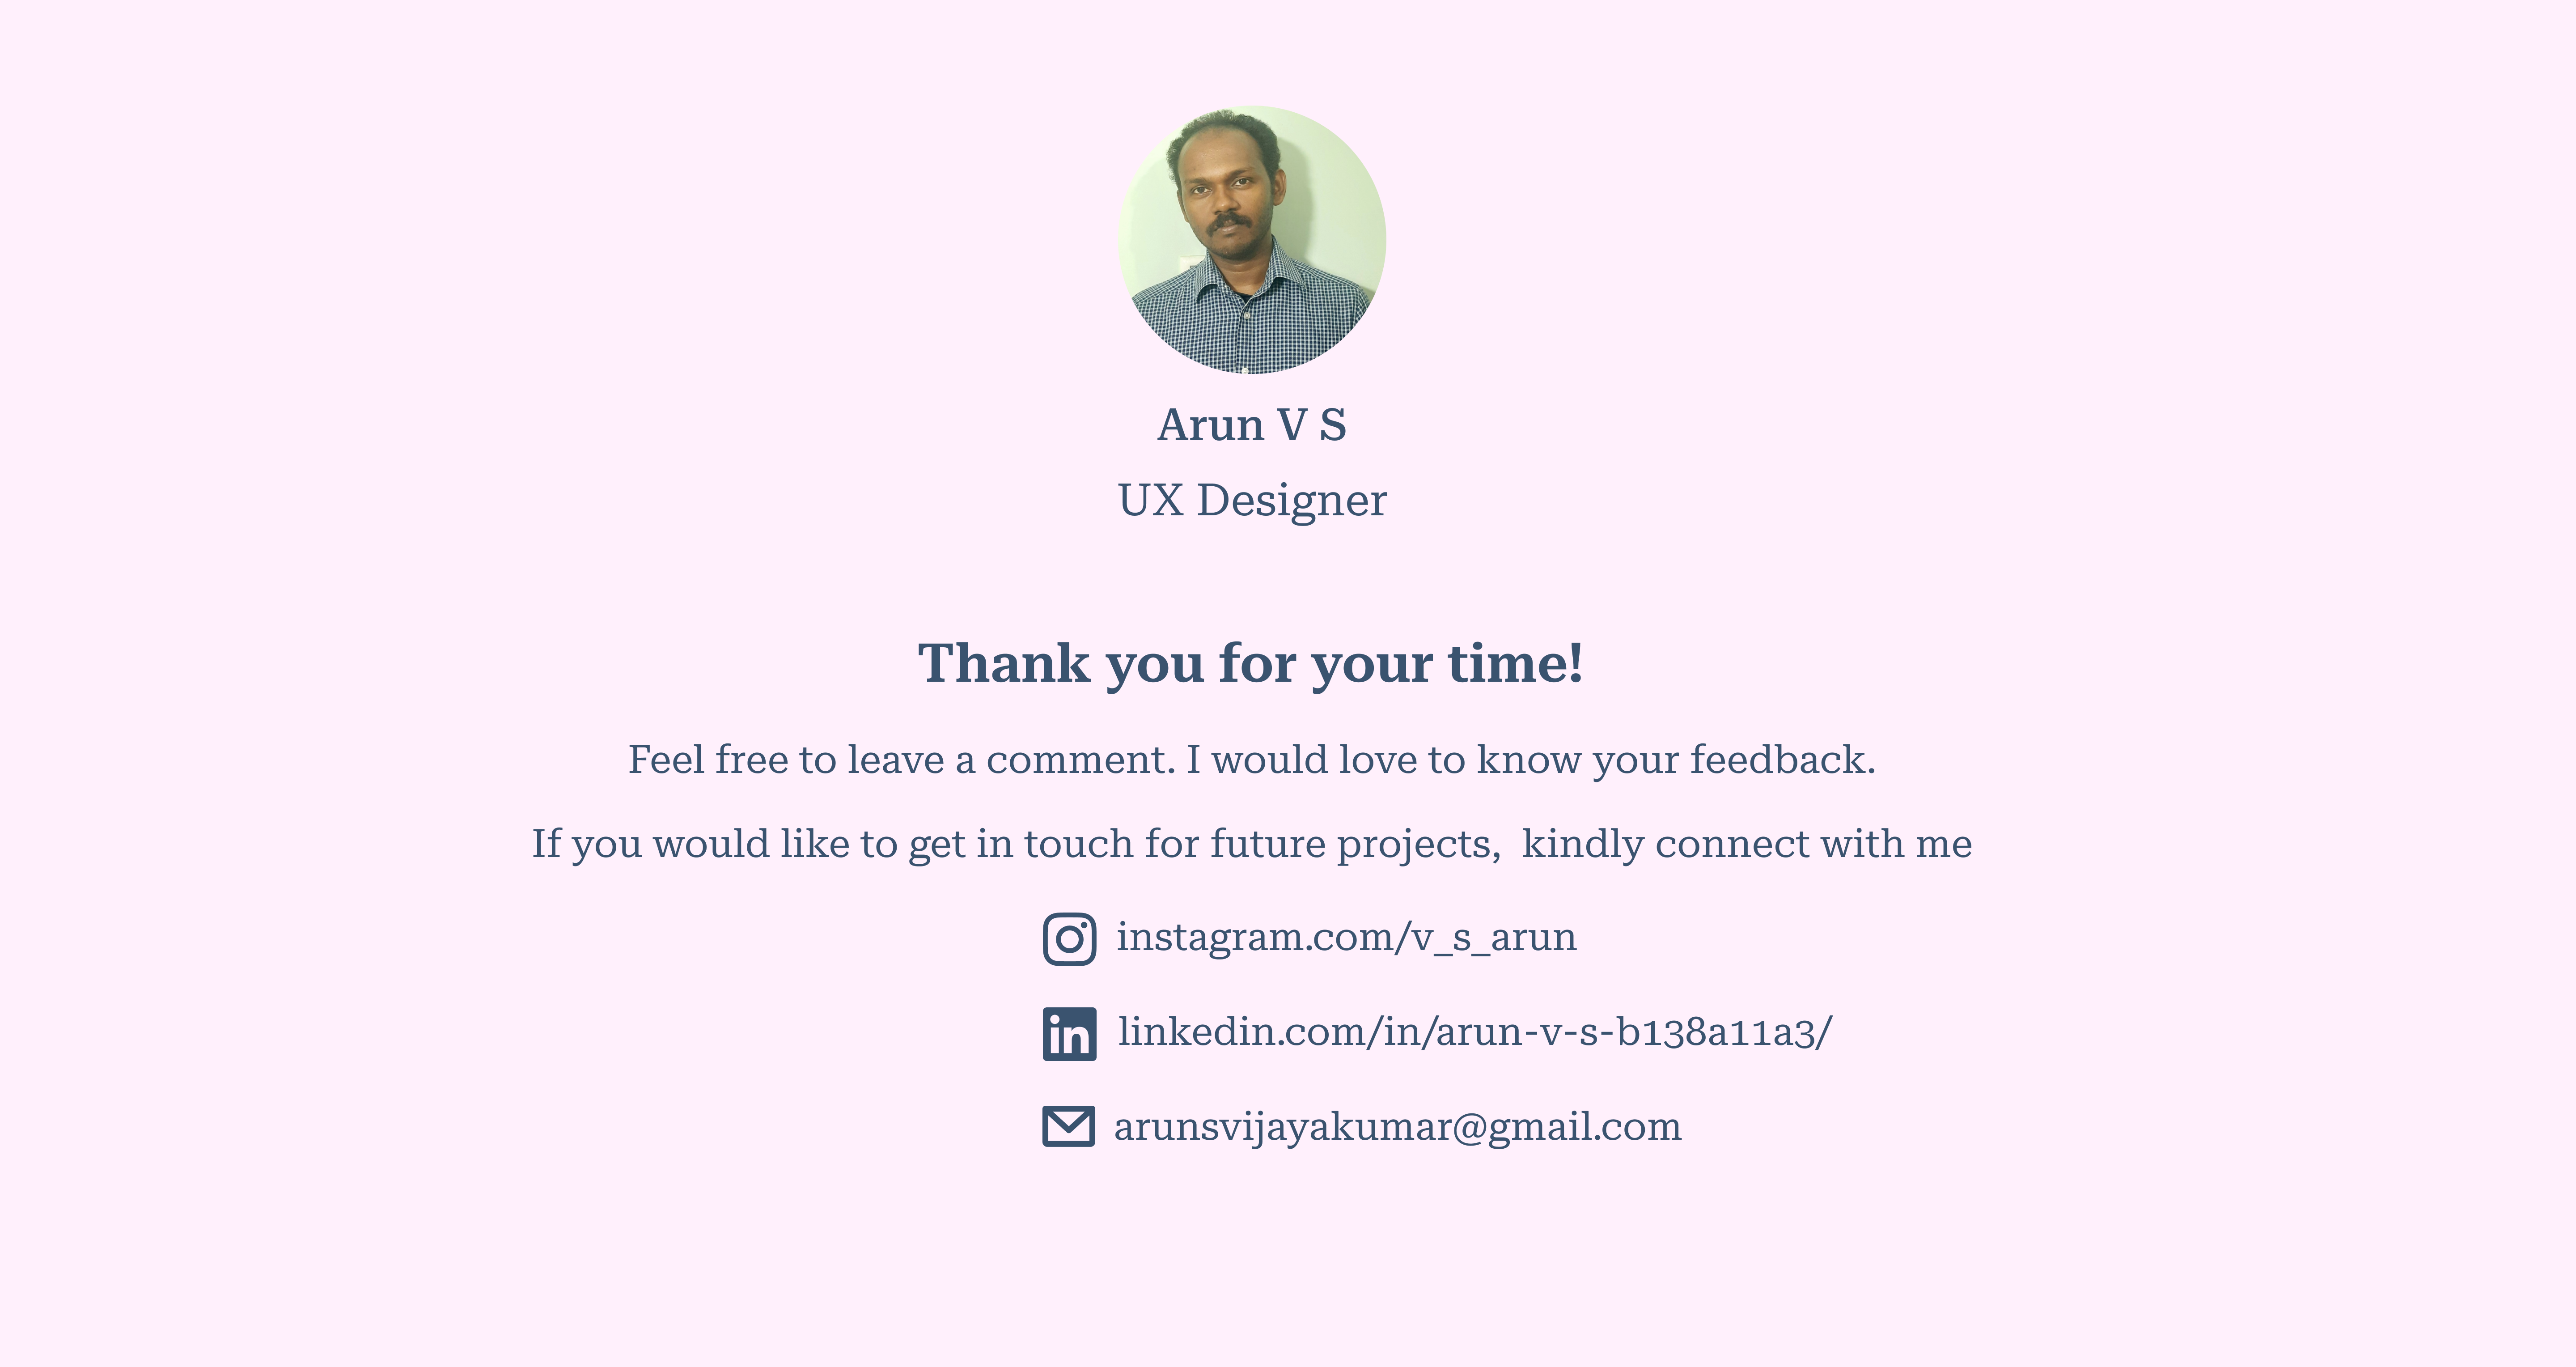 Arun V S
UX Designer
Thank you for your time!
Feel free to leave a comment. I would love to know your feedback.
If you would like to get in touch for future projects,  kindly connect with me
instagram.com/v_s_arun
in linkedin.com/in/arun-v-s-b138a11a3/
arunsvijayakumar@gmail.com